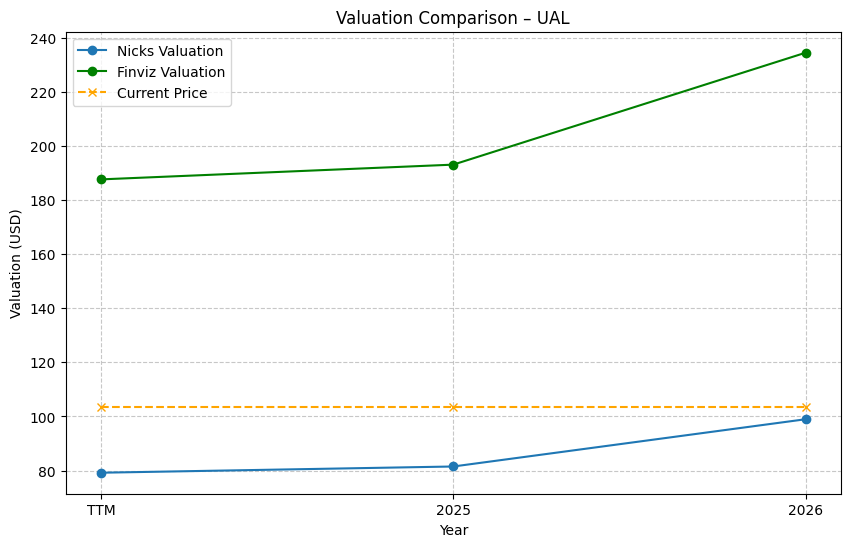 Valuation Comparison – UAL
Nicks Valuation
Finviz Valuation
Current Price
Valuation (USD)
240
220
200
180
160
140
120
100
80
TTM
2025
2026
Year